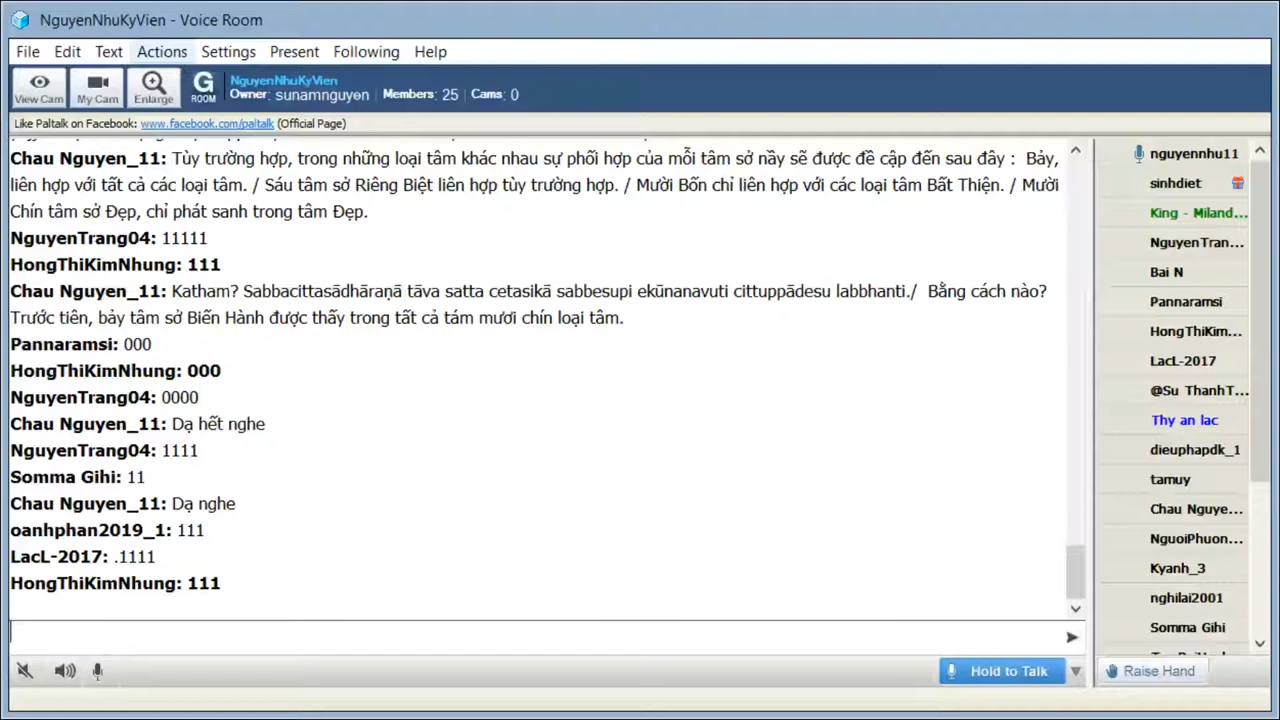 NguyenNhuKyVien - Voice Room
File Edit Text Actions Settings Present Following Help
View Cam My Cam Enlarge G ROOM
NguyenNhuKyVien
Owner: sunamnguyen Members: 25 Cams: 0
Like Paltalk on Facebook: www.facebook.com/paltalk (Official Page)
Chau Nguyen_11: Tùy trường hợp, trong những loại tâm khác nhau sự phối hợp của mỗi tâm sở nầy sẽ được đề cập đến sau đây : Bảy,
liên hợp với tất cả các loại tâm. / Sáu tâm sở Riêng Biệt liên hợp tùy trường hợp. / Mười Bốn chỉ liên hợp với các loại tâm Bất Thiện. / Mười
Chín tâm sở Đẹp, chỉ phát sanh trong tâm Đẹp.
NguyenTrang04: 11111
HongThiKimNhung: 111
Chau Nguyen_11: Katham? Sabbacittasādhāraṇā tāva satta cetasikā sabbesupi ekūnanavuti cittuppādesu labbhanti./ Bằng cách nào?
Trước tiên, bảy tâm sở Biến Hành được thấy trong tất cả tám mươi chín loại tâm.
Pannaramsi: 000
HongThiKimNhung: 000
NguyenTrang04: 0000
Chau Nguyen_11: Dạ hết nghe
NguyenTrang04: 1111
Somma Gihi: 11
Chau Nguyen_11: Dạ nghe
oanhphan2019_1: 111
LacL-2017: .1111
HongThiKimNhung: 111
Hold to Talk
nguyennhu11
sinhdiet
King - Miland...
NguyenTran...
Bai N
Pannaramsi
HongThiKim...
LacL-2017
@Su ThanhT...
Thy an lac
dieuphapdk_1
tamuy
Chau Nguye...
NguoiPhuon...
Kyanh_3
nghilai2001
Somma Gihi
Raise Hand